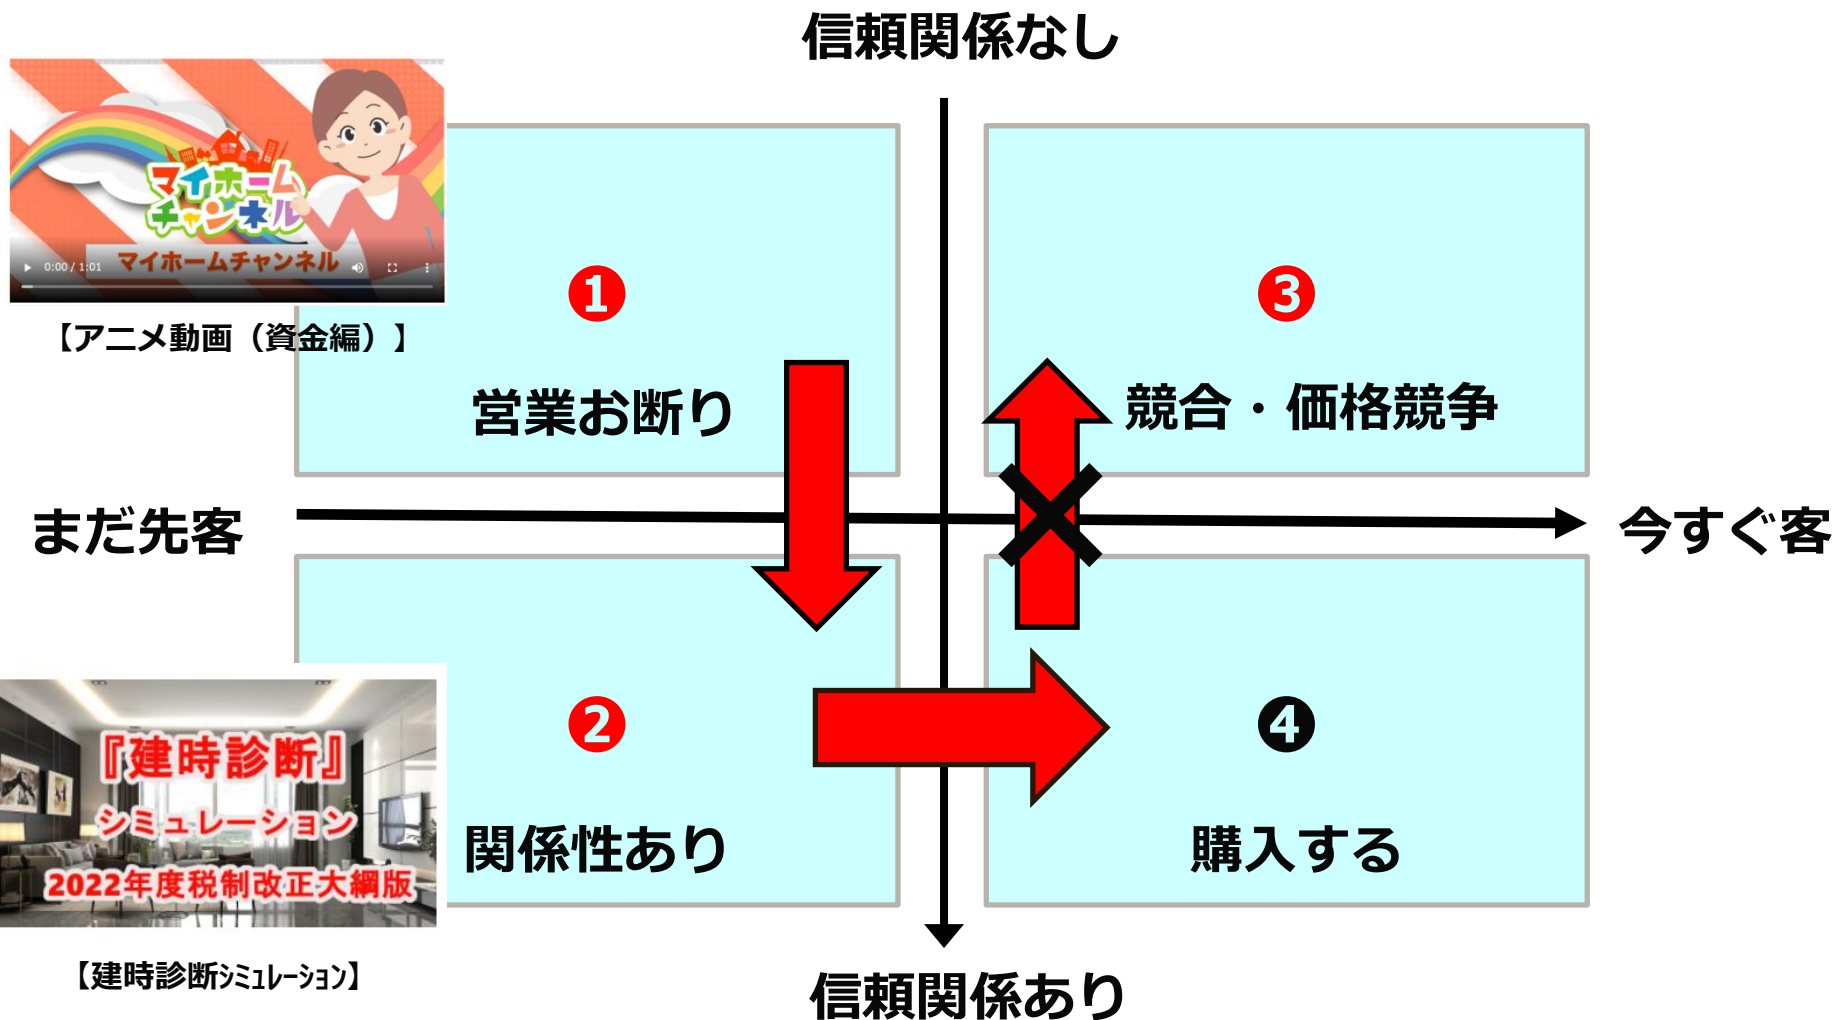 信頼関係なし
マイホーム
チャンネル
0:00 / 1:01
マイホームチャンネル
【アニメ動画（資金編）】
❶
営業お断り
❸
競合・価格競争
まだ先客
今すぐ客
『建時診断』
シミュレーション
2022年度税制改正大綱版
【建時診断ｼﾐｭﾚｰｼｮﾝ】
❷
関係性あり
❹
購入する
信頼関係あり